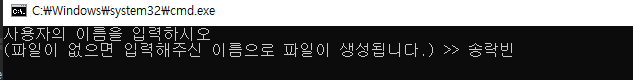 C:\Windows\system32\cmd.exe
사용자의 이름을 입력하시오
(파일이 없으면 입력해주신 이름으로 파일이 생성됩니다.) >> 송락빈